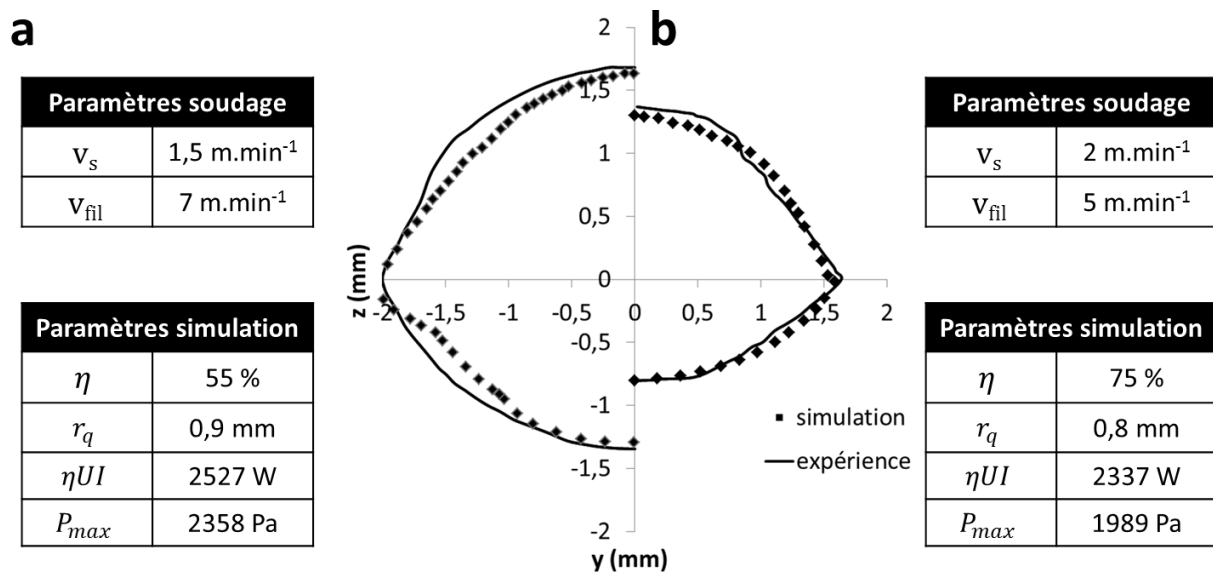 a
Paramètres soudage
vs 1,5 m.min-1
vfil 7 m.min-1
Paramètres simulation
η 55 %
rq 0,9 mm
ηUI 2527 W
Pmax 2358 Pa
b
2
1,5
1
0,5
0
-0,5
-1
-1,5
-2
z (mm)
-2 -1,5 -1 -0,5 0 0,5 1 1,5 2
y (mm)
simulation
expérience
Paramètres soudage
vs 2 m.min-1
vfil 5 m.min-1
Paramètres simulation
η 75 %
rq 0,8 mm
ηUI 2337 W
Pmax 1989 Pa